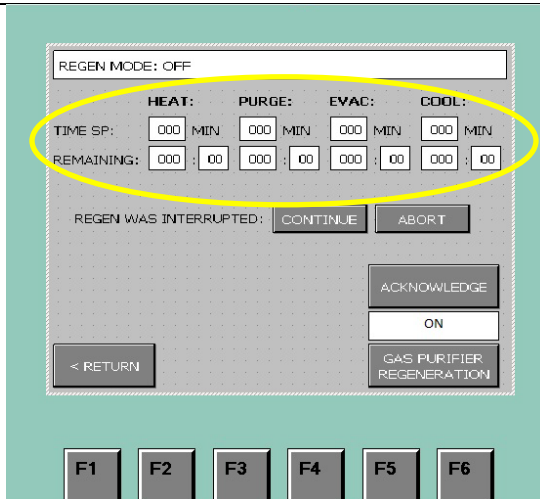 REGEN MODE: OFF
HEAT: PURGE: EVAC: COOL:
TIME SP: 000 MIN 000 MIN 000 MIN 000 MIN
REMAINING: 000 : 00 000 : 00 000 : 00 000 : 00
REGEN WAS INTERRUPTED: CONTINUE ABORT
ACKNOWLEDGE
ON
< RETURN
GAS PURIFIER
REGENERATION
F1 F2 F3 F4 F5 F6